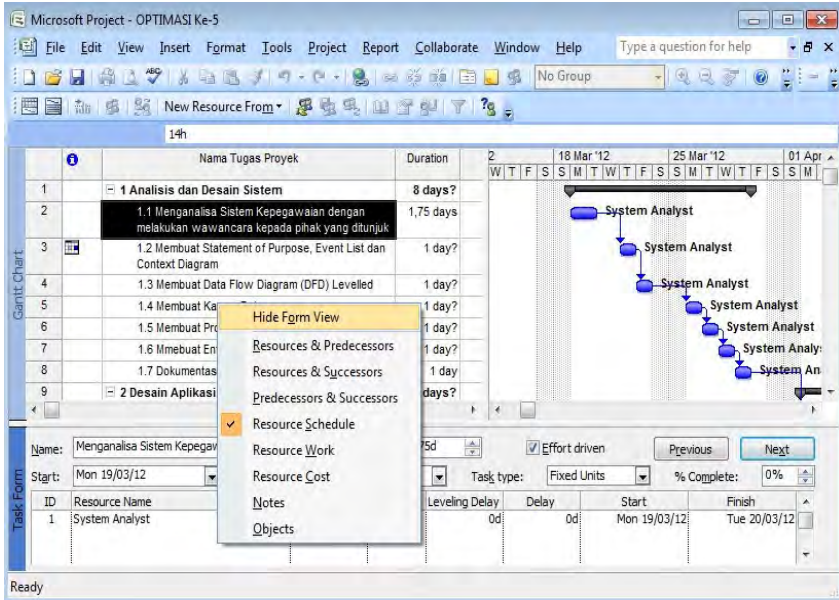 Microsoft Project - OPTIMASI Ke-5
File Edit View Insert Format Tools Project Report Collaborate Window Help Type a question for help
No Group
New Resource From
14h
Nama Tugas Proyek Duration 2 18 Mar '12 25 Mar '12 01 Apr
W T F S S M T W T F S S M T W T F S S M
1 1 Analisis dan Desain Sistem 8 days?
2 1.1 Menganalisa Sistem Kepegawaian dengan melakukan wawancara kepada pihak yang ditunjuk 1,75 days System Analyst
3 1.2 Membuat Statement of Purpose, Event List dan Context Diagram 1 day? System Analyst
4 1.3 Membuat Data Flow Diagram (DFD) Levelled 1 day? System Analyst
5 1.4 Membuat 1 day? System Analyst
6 1.5 Membuat 1 day? System Analyst
7 1.6 Mmebuat 1 day? System Analy
8 1.7 1 day System An
9 2 Desain Aplikasi days?
Gantt Chart
Hide Form View
Resources & Predecessors
Resources & Successors
Predecessors & Successors
Resource Schedule
Resource Work
Resource Cost
Notes
Objects
Task Form
Name: Menganalisa Sistem Kepegaw 75d Effort driven Previous Next
Start: Mon 19/03/12 Task type: Fixed Units % Complete: 0%
ID Resource Name Leveling Delay Delay Start Finish
1 System Analyst 0d 0d Mon 19/03/12 Tue 20/03/12
Ready